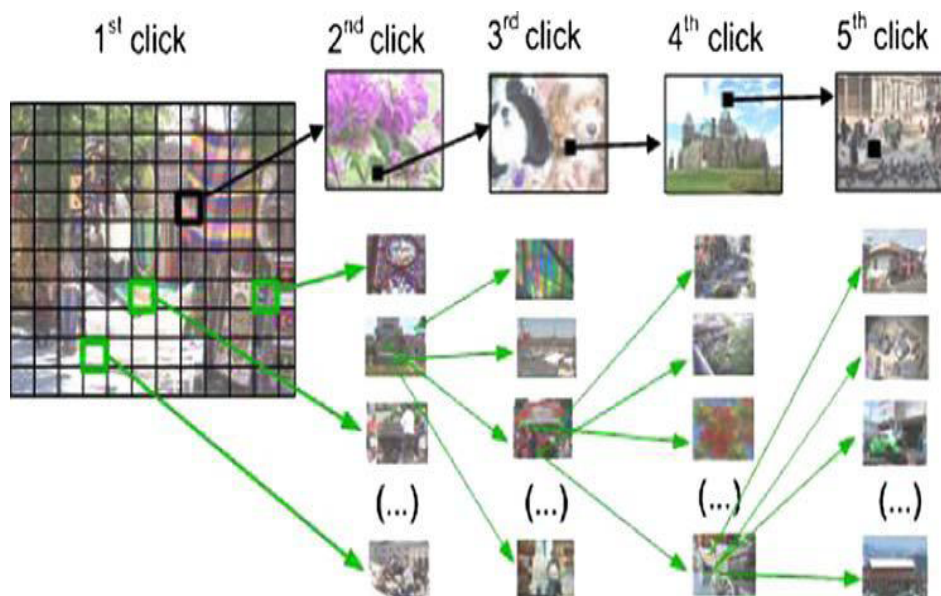 1st click
2nd click
3rd click
4th click
5th click
(...)
(...)
(...)
(...)